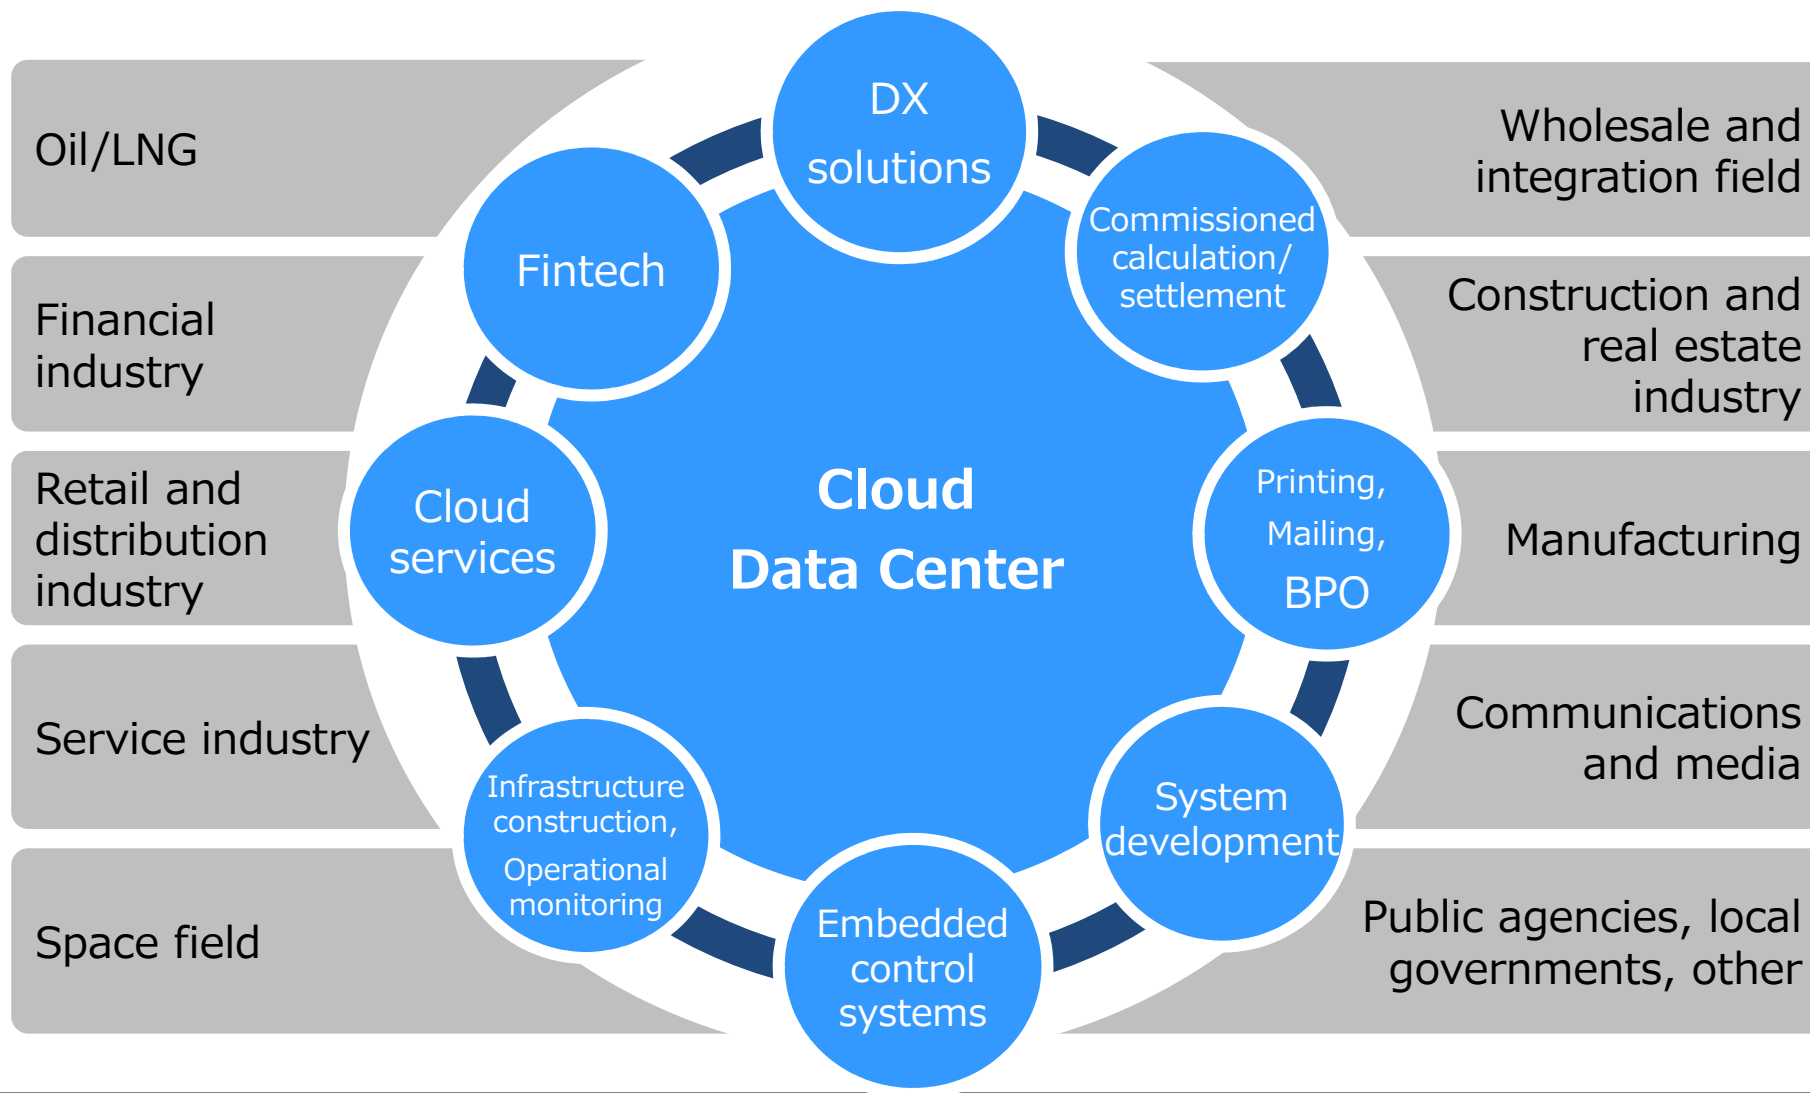 Oil/LNG
Financial
industry
Retail and
distribution
industry
Service industry
Space field
DX
solutions
Commissioned
calculation/
settlement
Printing,
Mailing,
BPO
System
development
Embedded
control
systems
Infrastructure
construction,
Operational
monitoring
Cloud
services
Fintech
Cloud
Data Center
Wholesale and
integration field
Construction and
real estate
industry
Manufacturing
Communications
and media
Public agencies, local
governments, other